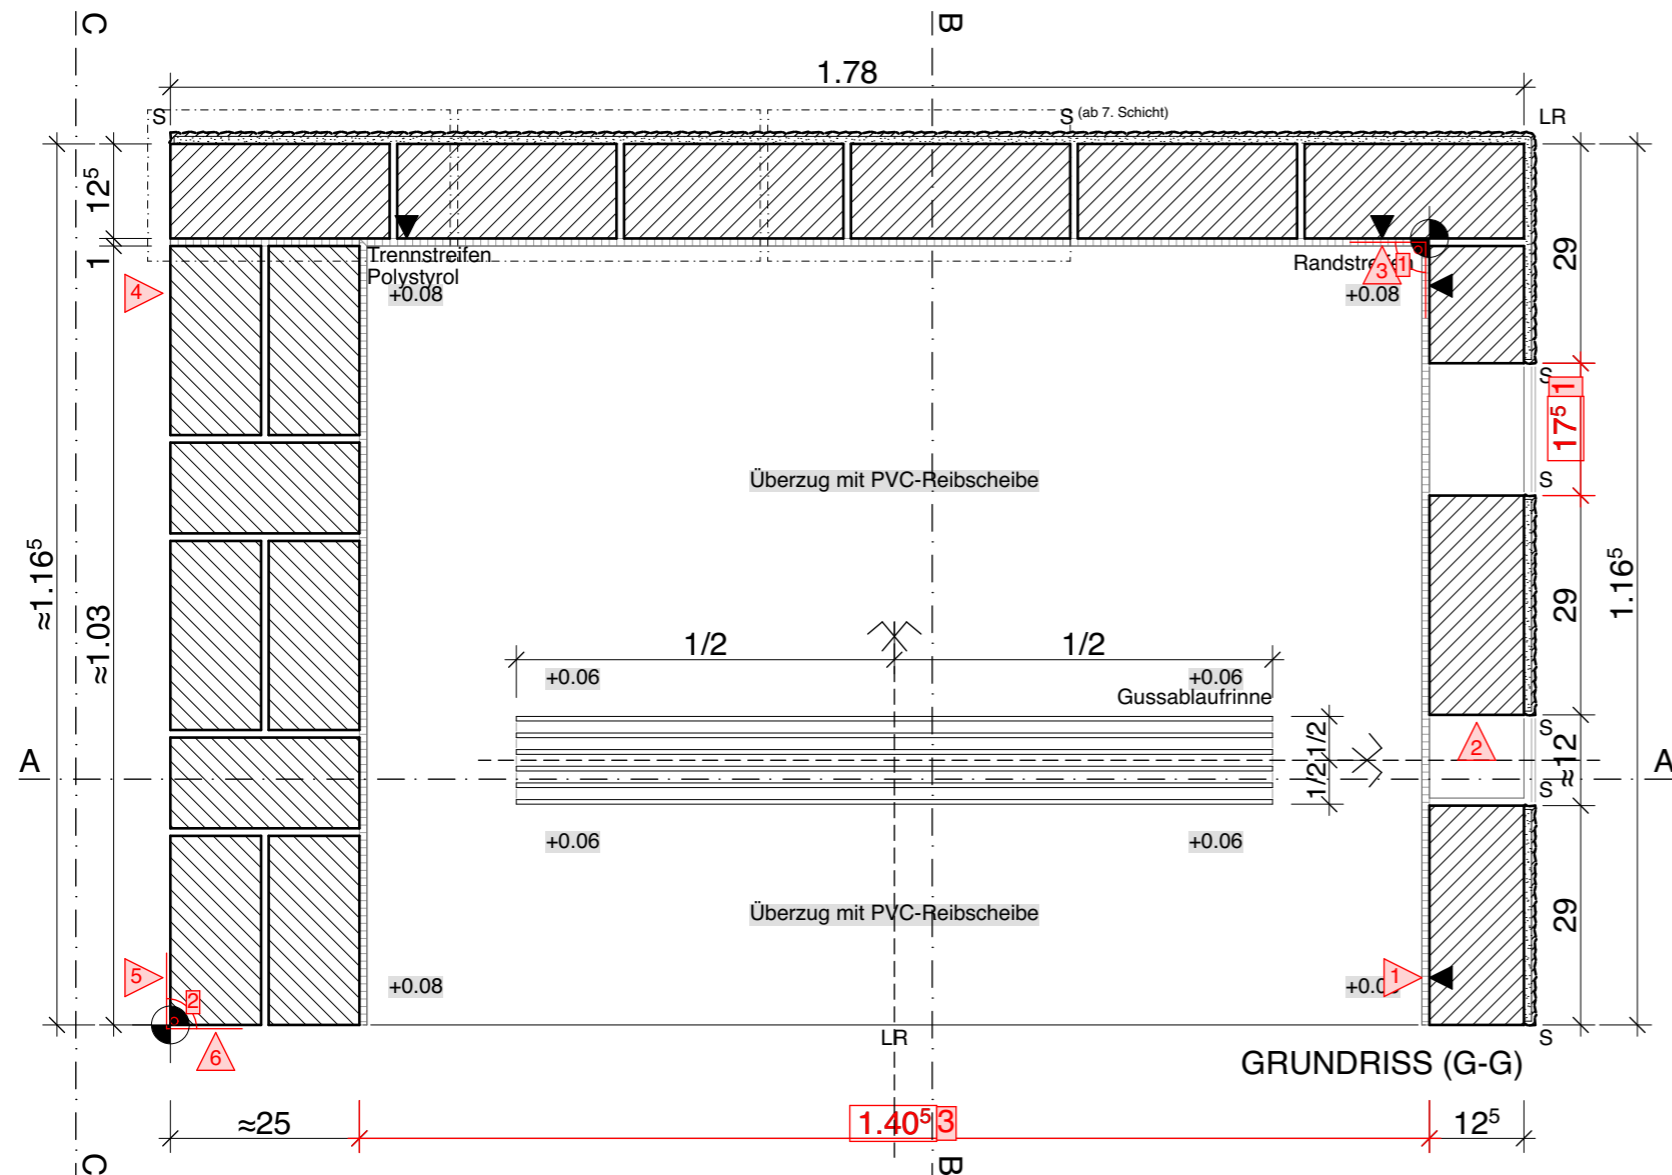 C
B
1.78
S
S (ab 7. Schicht)
LR
12⁵
1
29
Trennstreifen
Polystyrol
+0.08
Randstreifen
+0.08
3
1
4
S
1
17⁵
S
Überzug mit PVC-Reibscheibe
≈1.16⁵
≈1.03
29
1.16⁵
1/2
1/2
+0.06
+0.06
Gussablaufrinne
A
1/2
1/2
2
S
≈12
S
A
+0.06
+0.06
Überzug mit PVC-Reibscheibe
29
5
2
+0.08
+0.08
1
6
LR
S
GRUNDRISS (G-G)
≈25
1.40⁵
3
12⁵
C
B